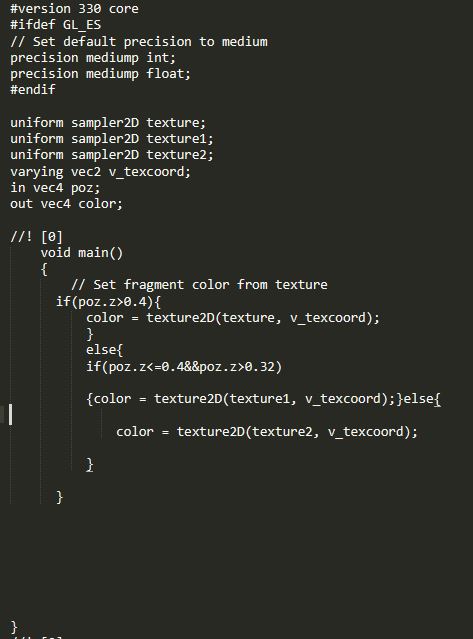 #version 330 core
#ifdef GL_ES
// Set default precision to medium
precision mediump int;
precision mediump float;
#endif
uniform sampler2D texture;
uniform sampler2D texture1;
uniform sampler2D texture2;
varying vec2 v_texcoord;
in vec4 poz;
out vec4 color;
//! [0]
void main()
{
// Set fragment color from texture
if(poz.z>0.4){
color = texture2D(texture, v_texcoord);
}
else{
if(poz.z<=0.4&&poz.z>0.32)
{color = texture2D(texture1, v_texcoord);}else{
color = texture2D(texture2, v_texcoord);
}
}
}